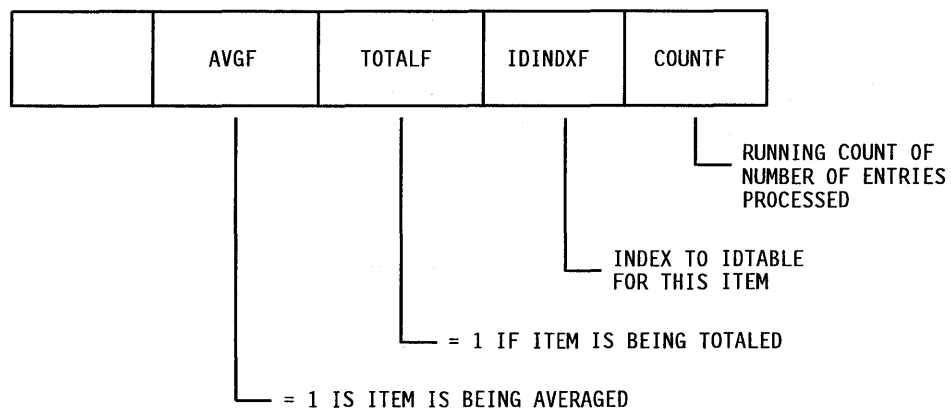 AVGF TOTALF IDINDXF COUNTF
RUNNING COUNT OF
NUMBER OF ENTRIES
PROCESSED
INDEX TO IDTABLE
FOR THIS ITEM
= 1 IF ITEM IS BEING TOTALED
= 1 IS ITEM IS BEING AVERAGED